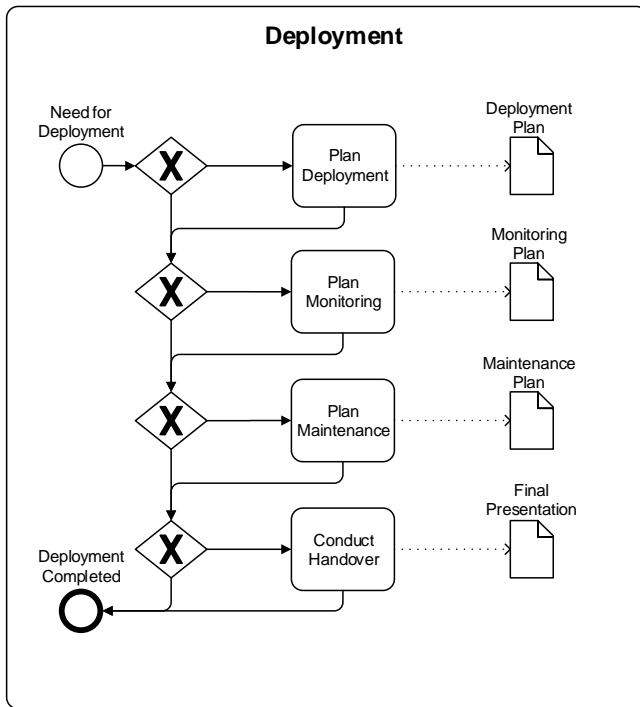 Deployment
Need for
Deployment
X
Plan
Deployment
Deployment
Plan
X
Plan
Monitoring
Monitoring
Plan
X
Plan
Maintenance
Maintenance
Plan
X
Conduct
Handover
Final
Presentation
Deployment
Completed